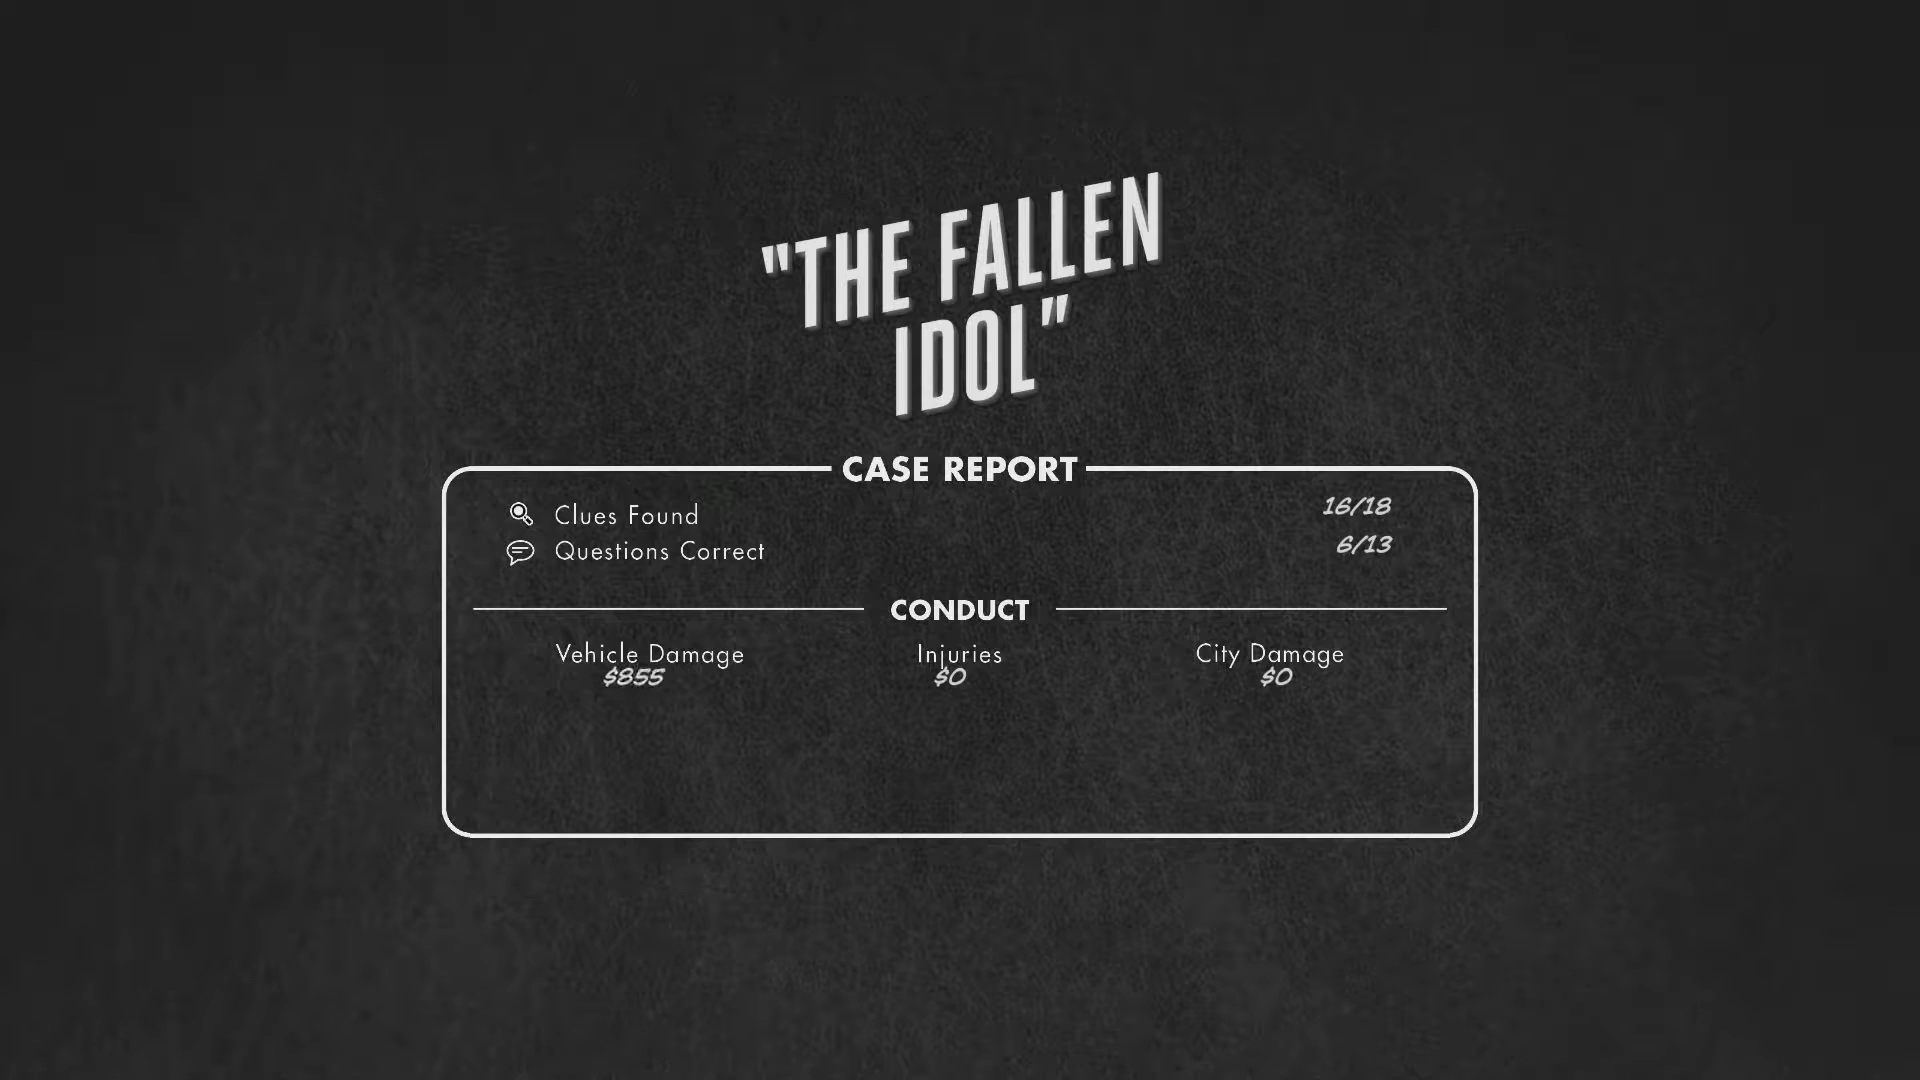 "THE FALLEN
IDOL"
CASE REPORT
Clues Found 16/18
Questions Correct 6/13
CONDUCT
Vehicle Damage Injuries City Damage
$855 $0 $0